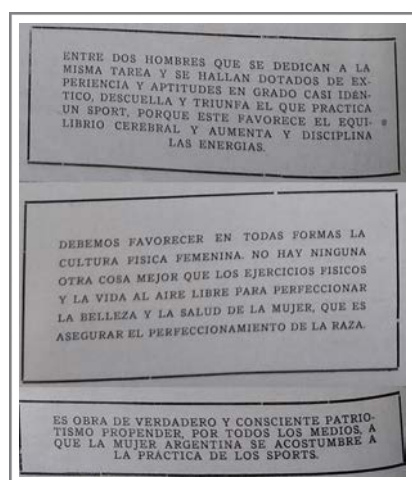 ENTRE DOS HOMBRES QUE SE DEDICAN A LA
MISMA TAREA Y SE HALLAN DOTADOS DE EX-
PERIENCIA Y APTITUDES EN GRADO CASI IDÉN-
TICO, DESCUELLA Y TRIUNFA EL QUE PRACTICA
UN SPORT, PORQUE ESTE FAVORECE EL EQUI-
LIBRIO CEREBRAL Y AUMENTA Y DISCIPLINA
LAS ENERGIAS.
DEBEMOS FAVORECER EN TODAS FORMAS LA
CULTURA FISICA FEMENINA. NO HAY NINGUNA
OTRA COSA MEJOR QUE LOS EJERCICIOS FISICOS
Y LA VIDA AL AIRE LIBRE PARA PERFECCIONAR
LA BELLEZA Y LA SALUD DE LA MUJER, QUE ES
ASEGURAR EL PERFECCIONAMIENTO DE LA RAZA.
ES OBRA DE VERDADERO Y CONSCIENTE PATRIO-
TISMO PROPENDER, POR TODOS LOS MEDIOS, A
QUE LA MUJER ARGENTINA SE ACOSTUMBRE A
LA PRÁCTICA DE LOS SPORTS.